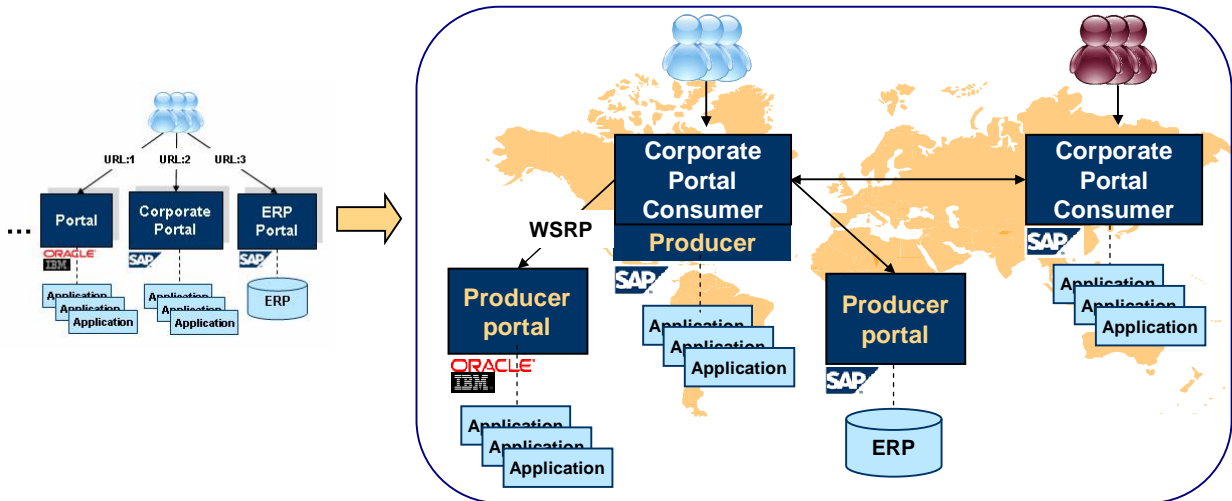 URL:1
URL:2
URL:3
...
Portal
Corporate
Portal
ERP
Portal
ORACLE
IBM
SAP
SAP
Application
Application
Application
Application
Application
Application
ERP
Corporate
Portal
Consumer
Producer
SAP
Application
Application
Application
WSRP
Producer
portal
ORACLE
IBM
Application
Application
Application
Producer
portal
SAP
ERP
Corporate
Portal
Consumer
SAP
Application
Application
Application